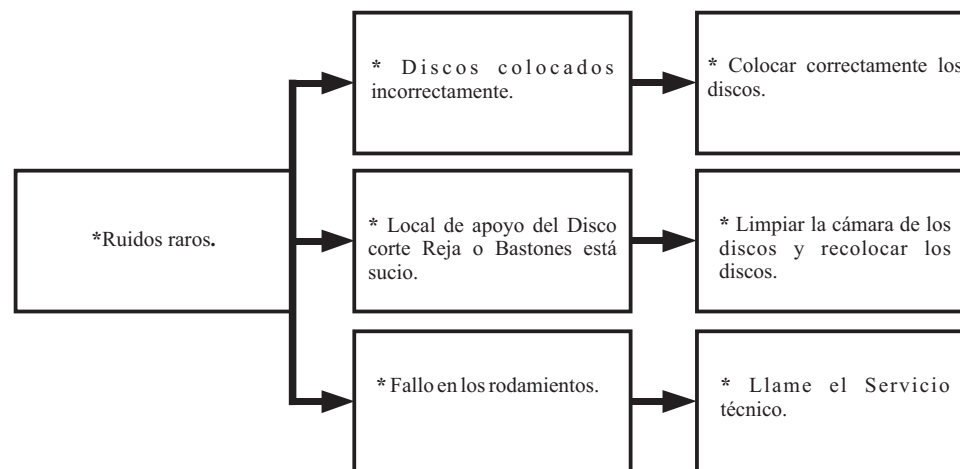 * Discos colocados
incorrectamente.
* Colocar correctamente los
discos.
*Ruidos raros.
* Local de apoyo del Disco
corte Reja o Bastones está
sucio.
* Limpiar la cámara de los
discos y recolocar los
discos.
* Fallo en los rodamientos.
* Llame el Servicio
técnico.